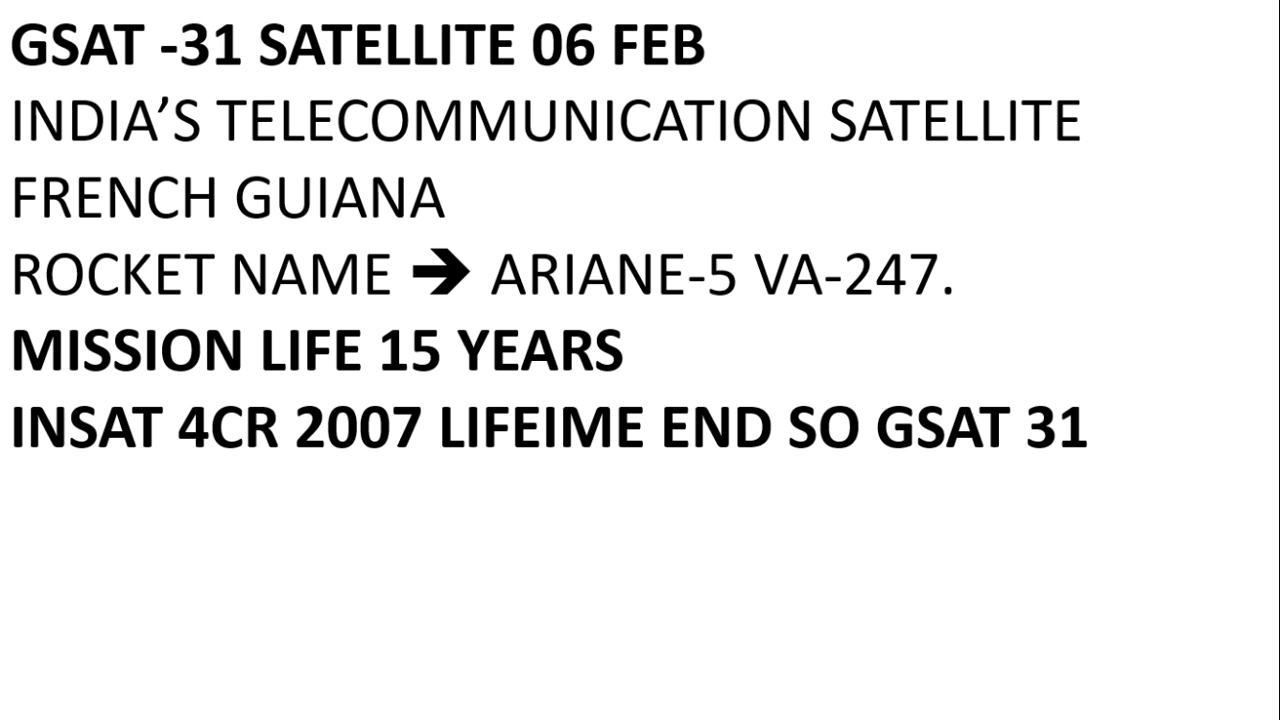 GSAT -31 SATELLITE 06 FEB
INDIA’S TELECOMMUNICATION SATELLITE
FRENCH GUIANA
ROCKET NAME ➔ ARIANE-5 VA-247.
MISSION LIFE 15 YEARS
INSAT 4CR 2007 LIFEIME END SO GSAT 31